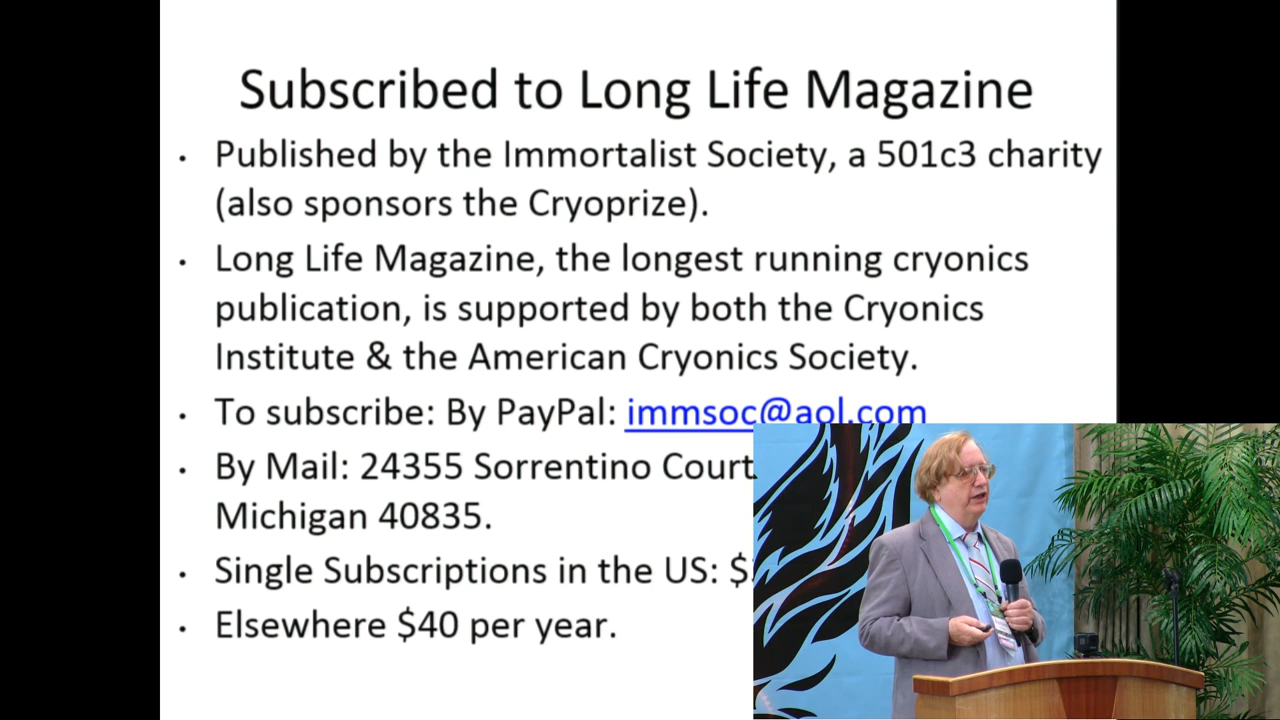 Subscribed to Long Life Magazine
• Published by the Immortalist Society, a 501c3 charity
(also sponsors the Cryoprize).
• Long Life Magazine, the longest running cryonics
publication, is supported by both the Cryonics
Institute & the American Cryonics Society.
• To subscribe: By PayPal: immsoc@aol.com
• By Mail: 24355 Sorrentino Court
Michigan 40835.
• Single Subscriptions in the US: $
• Elsewhere $40 per year.